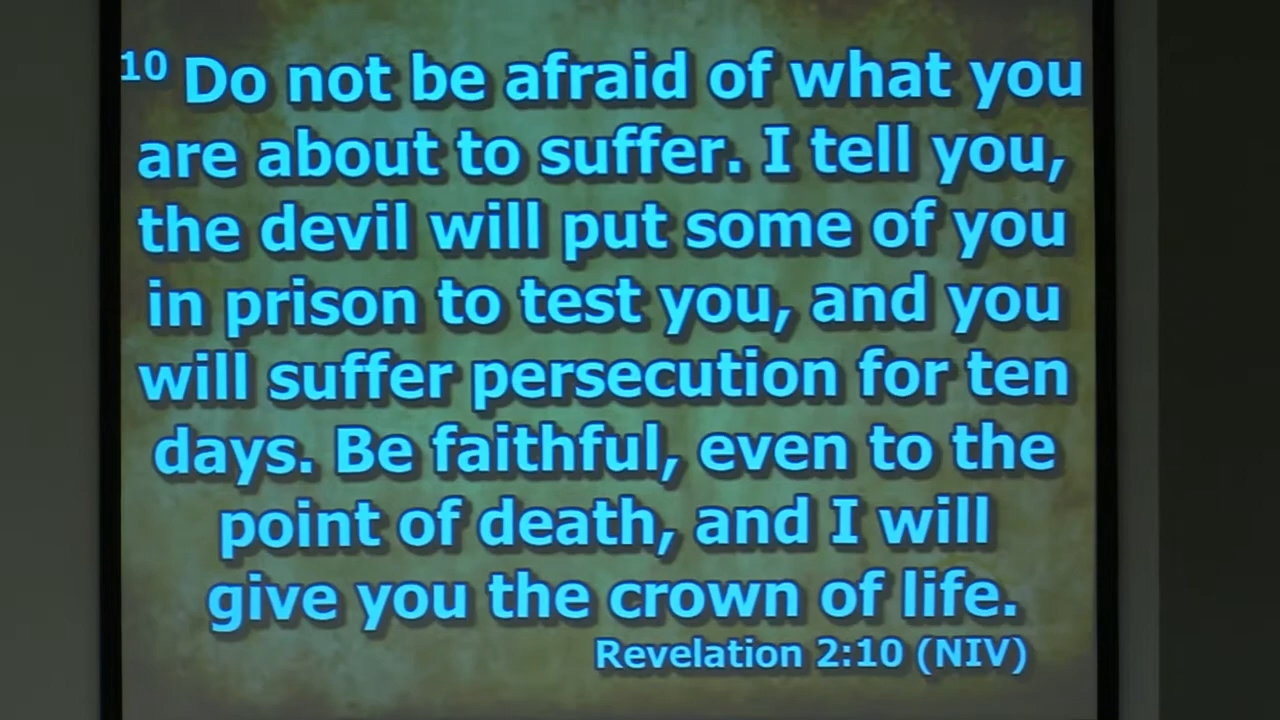 10 Do not be afraid of what you
are about to suffer. I tell you,
the devil will put some of you
in prison to test you, and you
will suffer persecution for ten
days. Be faithful, even to the
point of death, and I will
give you the crown of life.
Revelation 2:10 (NIV)